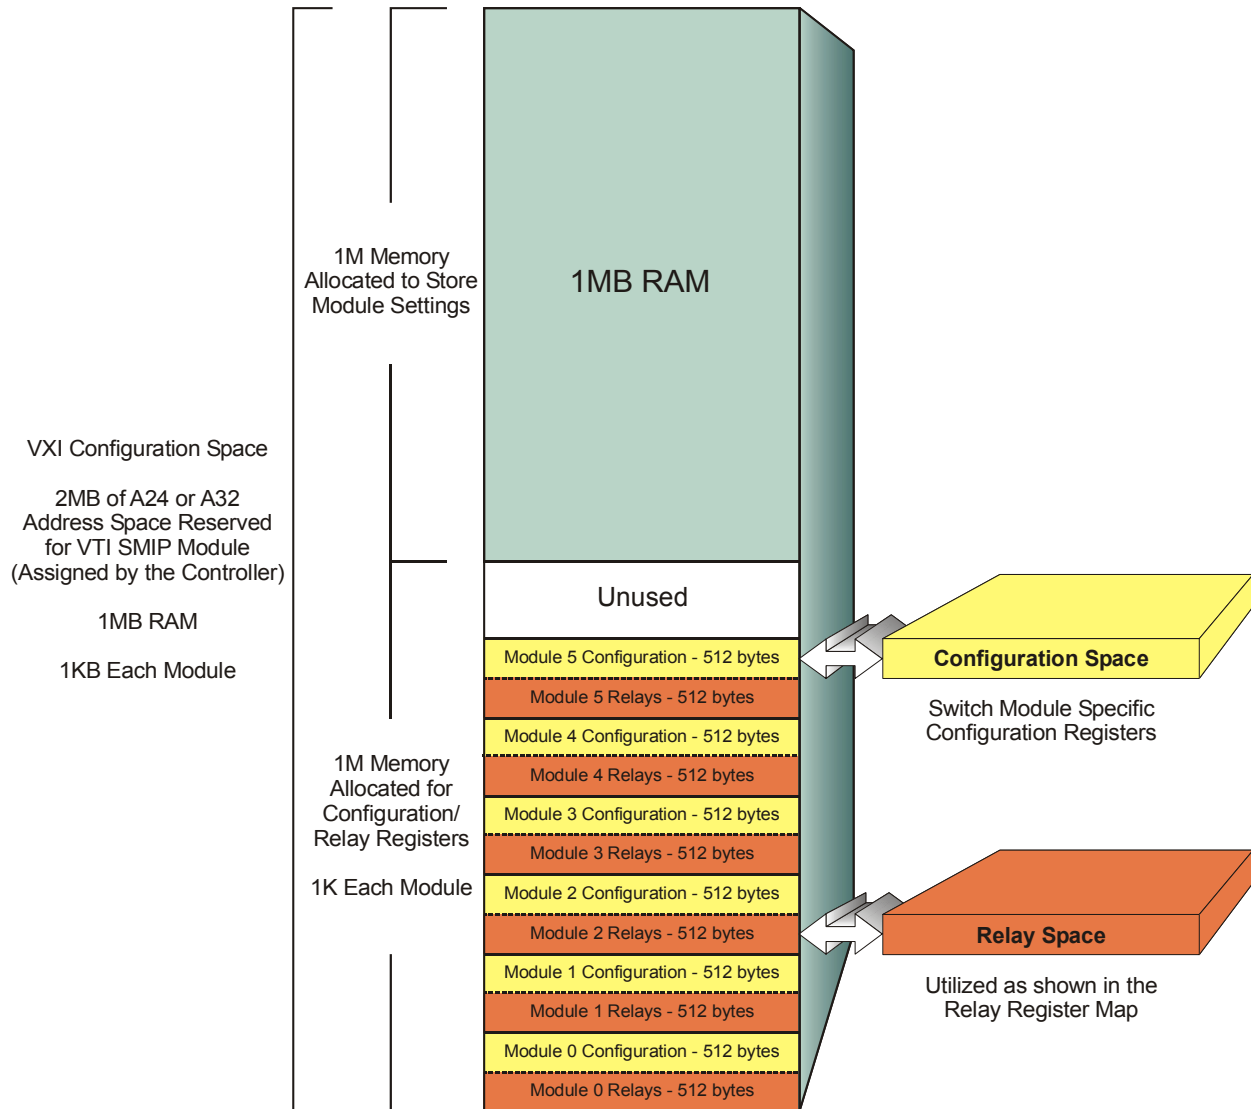 VXI Configuration Space
2MB of A24 or A32
Address Space Reserved
for VTI SMIP Module
(Assigned by the Controller)
1MB RAM
1KB Each Module
1M Memory
Allocated to Store
Module Settings
1M Memory
Allocated for
Configuration/
Relay Registers
1K Each Module
1MB RAM
Unused
Module 5 Configuration - 512 bytes
Module 5 Relays - 512 bytes
Module 4 Configuration - 512 bytes
Module 4 Relays - 512 bytes
Module 3 Configuration - 512 bytes
Module 3 Relays - 512 bytes
Module 2 Configuration - 512 bytes
Module 2 Relays - 512 bytes
Module 1 Configuration - 512 bytes
Module 1 Relays - 512 bytes
Module 0 Configuration - 512 bytes
Module 0 Relays - 512 bytes
Configuration Space
Switch Module Specific
Configuration Registers
Relay Space
Utilized as shown in the
Relay Register Map